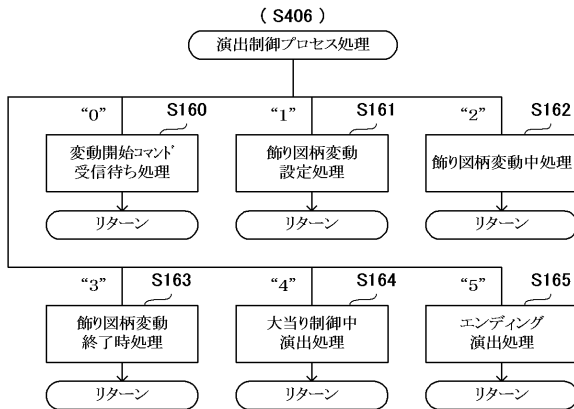 (S406)
演出制御プロセス処理
“0” S160
“1” S161
“2” S162
変動開始コマンド
受信待ち処理
飾り図柄変動
設定処理
飾り図柄変動中処理
リターン
リターン
リターン
“3” S163
“4” S164
“5” S165
飾り図柄変動
終了時処理
大当り制御中
演出処理
エンディング
演出処理
リターン
リターン
リターン